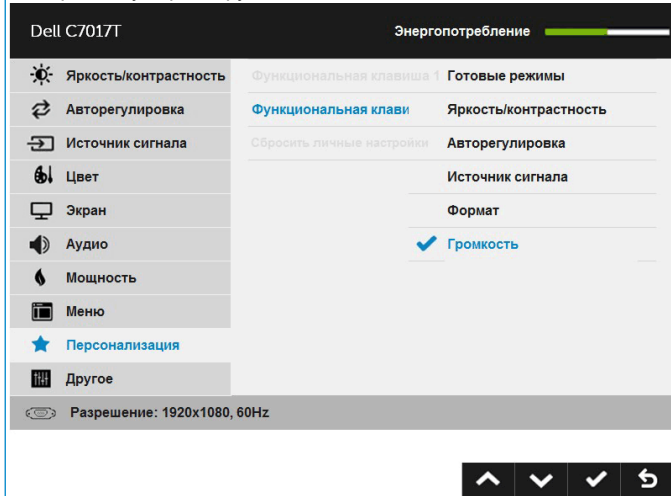 Dell C7017T
Энергопотребление
Яркость/контрастность
Функциональная клавиша 1
Готовые режимы
Авторегулировка
Функциональная клави
Яркость/контрастность
Источник сигнала
Сбросить личные настройки
Авторегулировка
Цвет
Источник сигнала
Экран
Формат
Аудио
Громкость
Мощность
Меню
Персонализация
Другое
Разрешение: 1920x1080, 60Hz